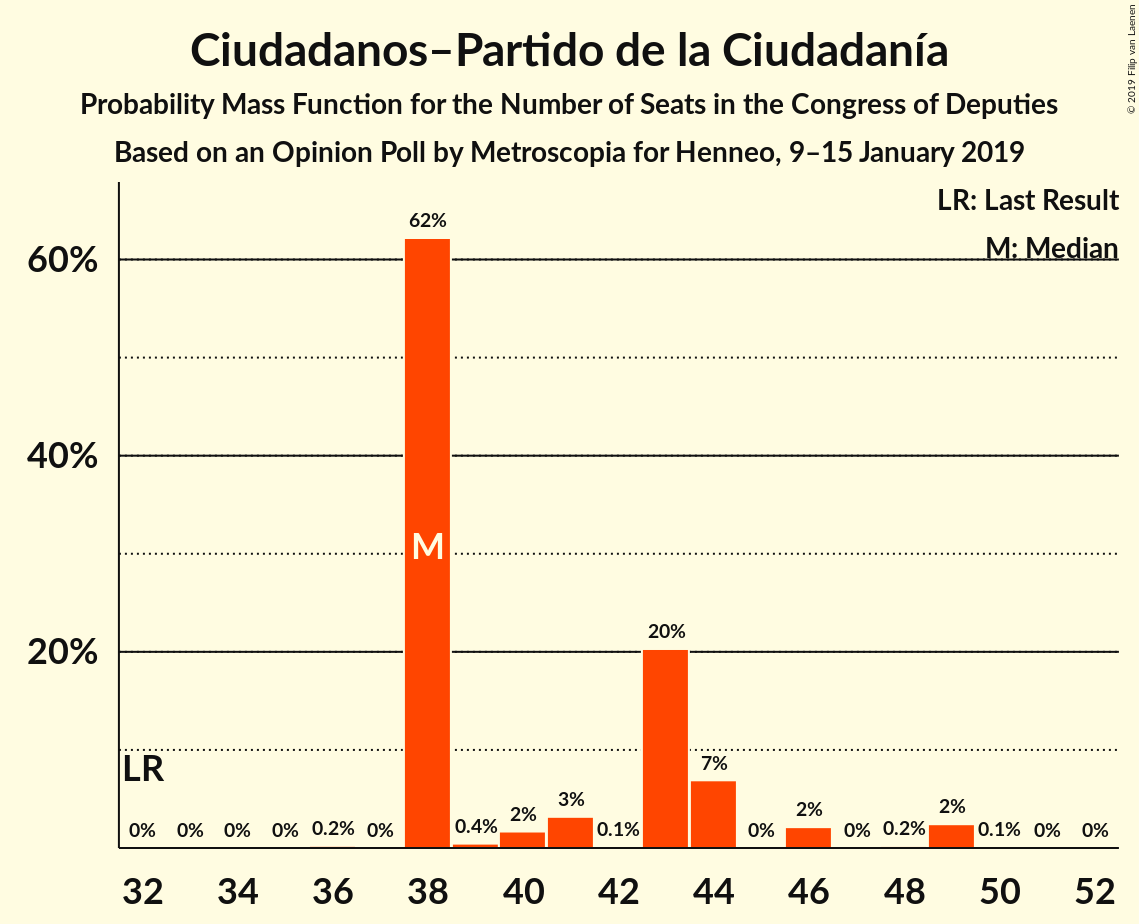 Ciudadanos–Partido de la Ciudadanía
Probability Mass Function for the Number of Seats in the Congress of Deputies
Based on an Opinion Poll by Metroscopia for Henneo, 9–15 January 2019
© 2019 Filip van Laenen
LR: Last Result
M: Median
62%
60%
40%
M
20%
20%
LR
7%
0% 0% 0% 0% 0.2% 0% 0.4% 2% 3% 0.1% 0% 2% 0% 0.2% 2% 0.1% 0% 0%
32 34 36 38 40 42 44 46 48 50 52